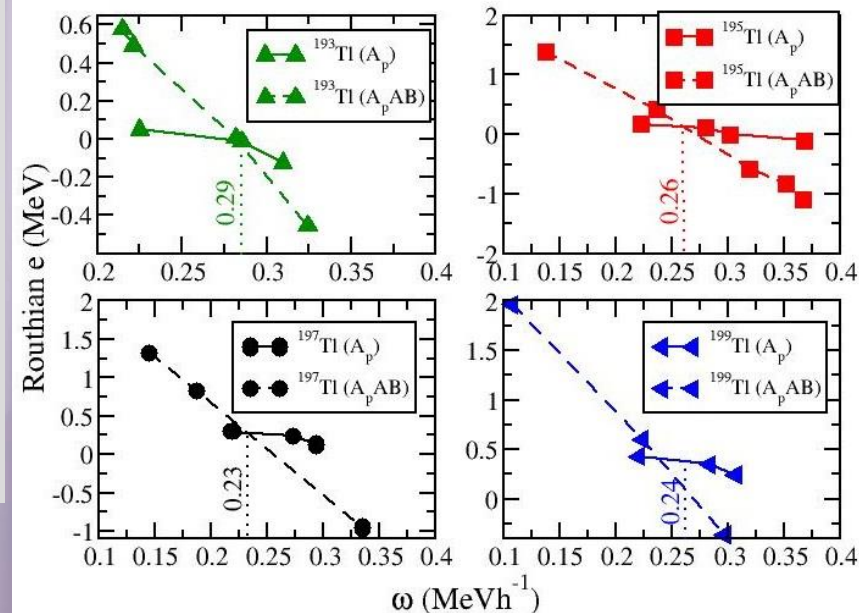 0.6
0.4
0.2
0
-0.2
-0.4
0.2 0.25 0.3 0.35 0.4
¹⁹³Tl (Aₚ)
¹⁹³Tl (AₚAB)
0.29
2
1
0
-1
-2
0.1 0.15 0.2 0.25 0.3 0.35 0.4
¹⁹⁵Tl (Aₚ)
¹⁹⁵Tl (AₚAB)
0.26
Routhian e (MeV)
2
1.5
1
0.5
0
-0.5
-1
0.1 0.15 0.2 0.25 0.3 0.35 0.4
¹⁹⁷Tl (Aₚ)
¹⁹⁷Tl (AₚAB)
0.23
2
1.5
1
0.5
0
0.1 0.15 0.2 0.25 0.3 0.35 0.4
¹⁹⁹Tl (Aₚ)
¹⁹⁹Tl (AₚAB)
0.24
ω (MeVh⁻¹)